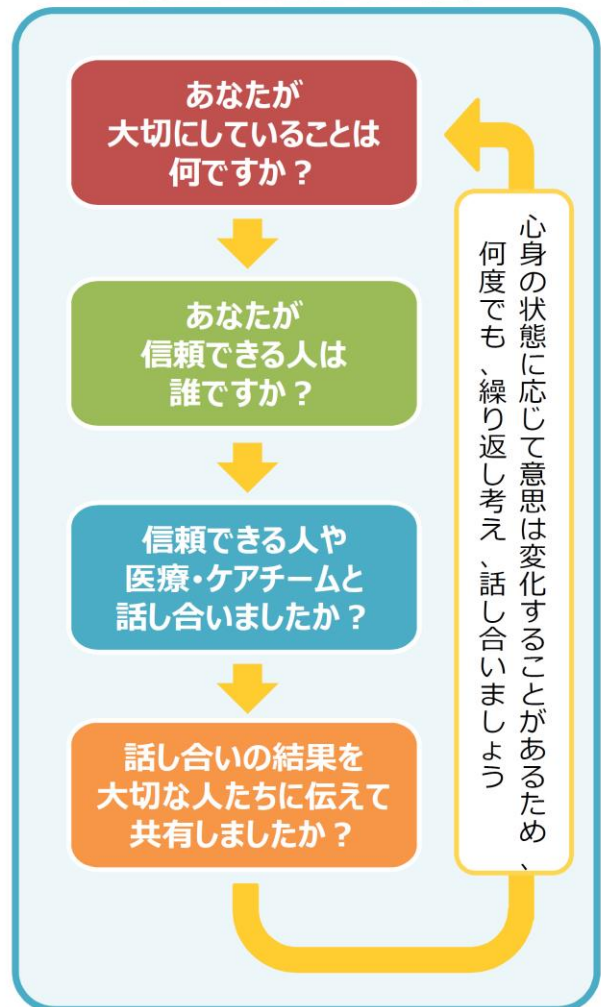 あなたが
大切にしていることは
何ですか？
あなたが
信頼できる人は
誰ですか？
信頼できる人や
医療・ケアチームと
話し合いましたか？
話し合いの結果を
大切な人たちに伝えて
共有しましたか？
心身の状態に応じて意思は変化することがあるため、
何度でも、繰り返し考え、話し合いましょう